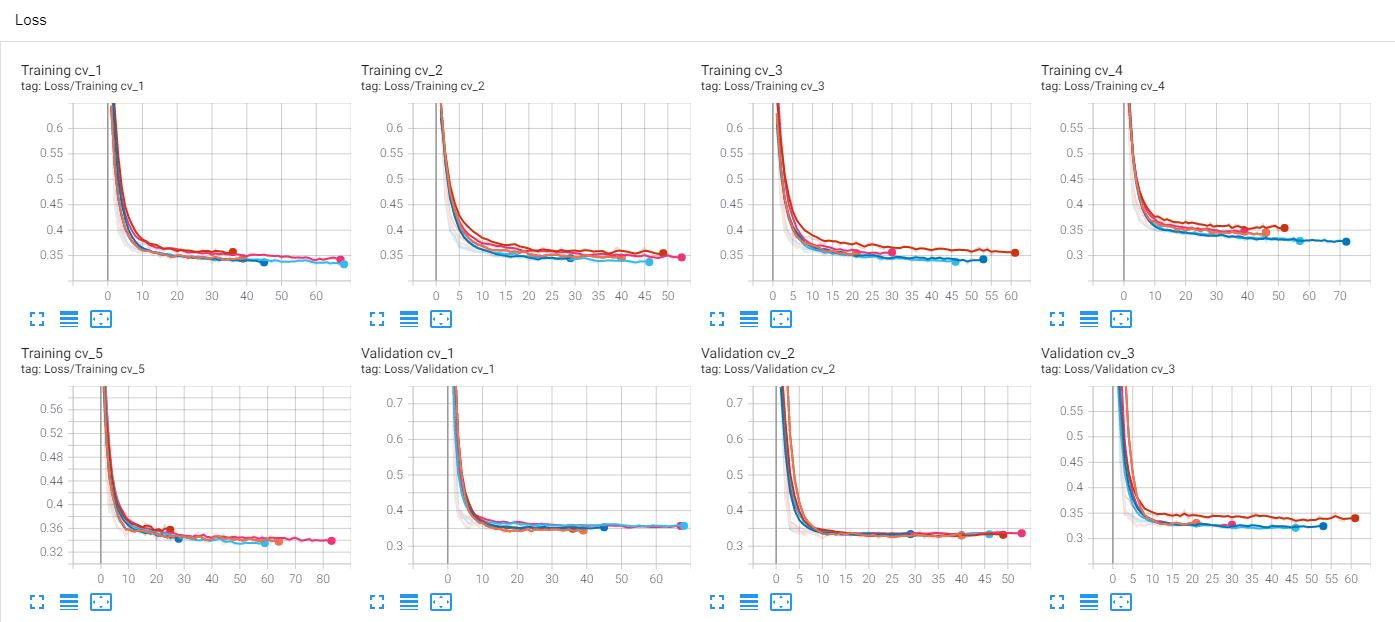 Loss
Training cv_1
tag: Loss/Training cv_1
0.6
0.55
0.5
0.45
0.4
0.35
0 10 20 30 40 50 60
Training cv_2
tag: Loss/Training cv_2
0.6
0.55
0.5
0.45
0.4
0.35
0 5 10 15 20 25 30 35 40 45 50
Training cv_3
tag: Loss/Training cv_3
0.6
0.55
0.5
0.45
0.4
0.35
0 5 10 15 20 25 30 35 40 45 50 55 60
Training cv_4
tag: Loss/Training cv_4
0.55
0.5
0.45
0.4
0.35
0.3
0 10 20 30 40 50 60 70
Training cv_5
tag: Loss/Training cv_5
0.56
0.52
0.48
0.44
0.4
0.36
0.32
0 10 20 30 40 50 60 70 80
Validation cv_1
tag: Loss/Validation cv_1
0.7
0.6
0.5
0.4
0.3
0 10 20 30 40 50 60
Validation cv_2
tag: Loss/Validation cv_2
0.7
0.6
0.5
0.4
0.3
0 5 10 15 20 25 30 35 40 45 50
Validation cv_3
tag: Loss/Validation cv_3
0.55
0.5
0.45
0.4
0.35
0.3
0 5 10 15 20 25 30 35 40 45 50 55 60